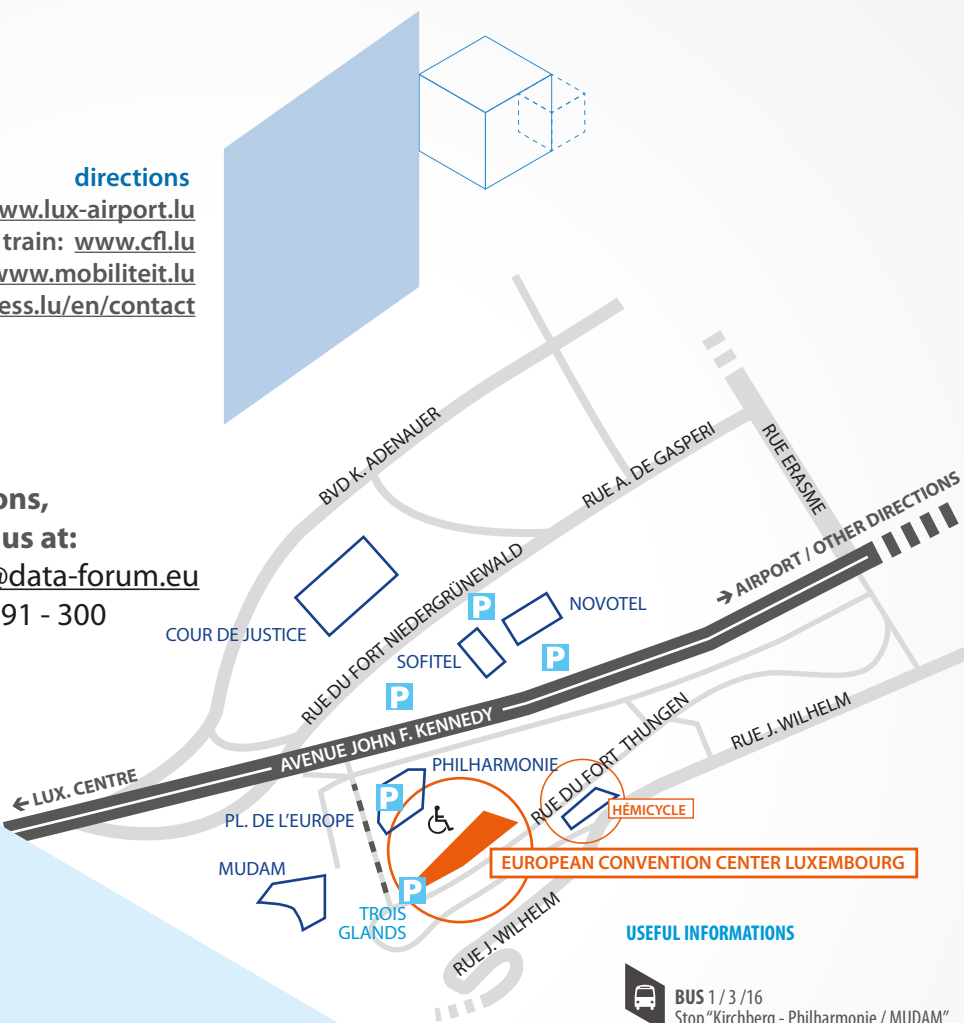 directions
www.lux-airport.lu
train: www.cfl.lu
www.mobiliteit.lu
ess.lu/en/contact
ons,
us at:
@data-forum.eu
91 - 300
BVD K. ADENAUER
RUE A. DE GASPERI
RUE ERASME
→ AIRPORT / OTHER DIRECTIONS
RUE DU FORT NIEDERGRÜNEWALD
COUR DE JUSTICE
P
NOVOTEL
SOFITEL
P
P
AVENUE JOHN F. KENNEDY
← LUX. CENTRE
RUE DU FORT THUNGEN
RUE J. WILHELM
PHILHARMONIE
P
PL. DE L'EUROPE
HÉMICYCLE
EUROPEAN CONVENTION CENTER LUXEMBOURG
MUDAM
P
TROIS
GLANDS
RUE J. WILHELM
USEFUL INFORMATIONS
BUS 1 / 3 /16
Stop "Kirchberg - Philharmonie / MUDAM"